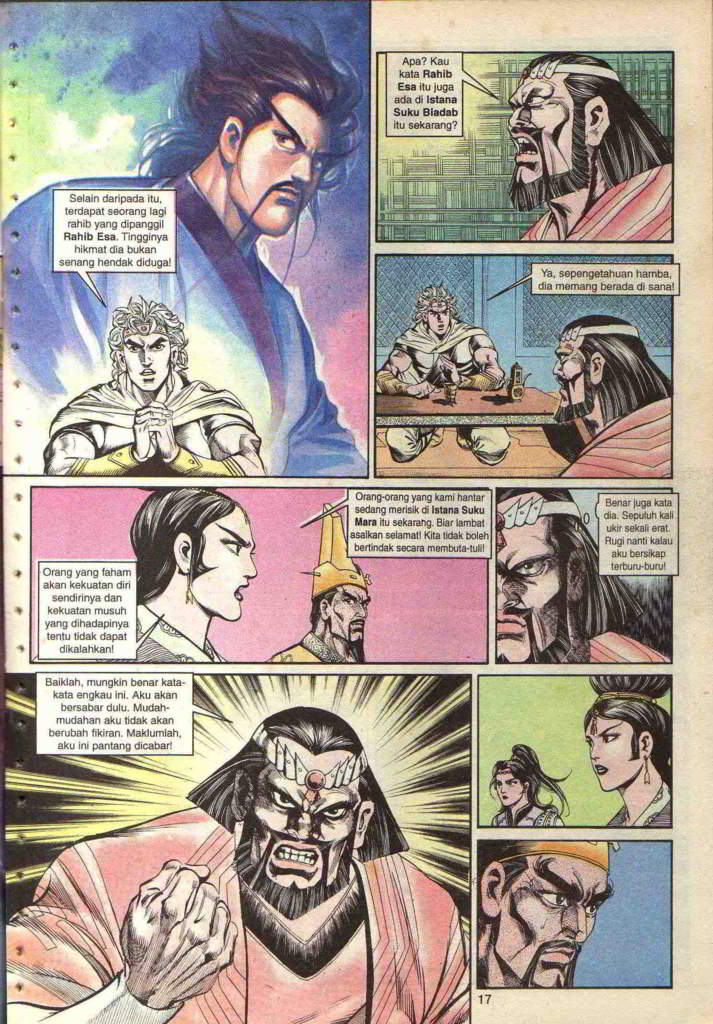 Selain daripada itu,
terdapat seorang lagi
rahib yang dipanggil
Rahib Esa. Tingginya
hikmat dia bukan
senang hendak diduga!
Apa? Kau
kata Rahib
Esa itu juga
ada di Istana
Suku Biadab
itu sekarang?
Ya, sepengetahuan hamba,
dia memang berada di sana!
Orang yang faham
akan kekuatan diri
sendirinya dan
kekuatan musuh
yang dihadapinya
tentu tidak dapat
dikalahkan!
Orang-orang yang kami hantar
sedang merisik di Istana Suku
Mara itu sekarang. Biar lambat
asalkan selamat! Kita tidak boleh
bertindak secara membuta-tuli!
Benar juga kata
dia. Sepuluh kali
ukir sekali erat.
Rugi nanti kalau
aku bersikap
terburu-buru!
Baiklah, mungkin benar kata-
kata engkau ini. Aku akan
bersabar dulu. Mudah-
mudahan aku tidak akan
berubah fikiran. Maklumlah,
aku ini pantang dicabar!
17